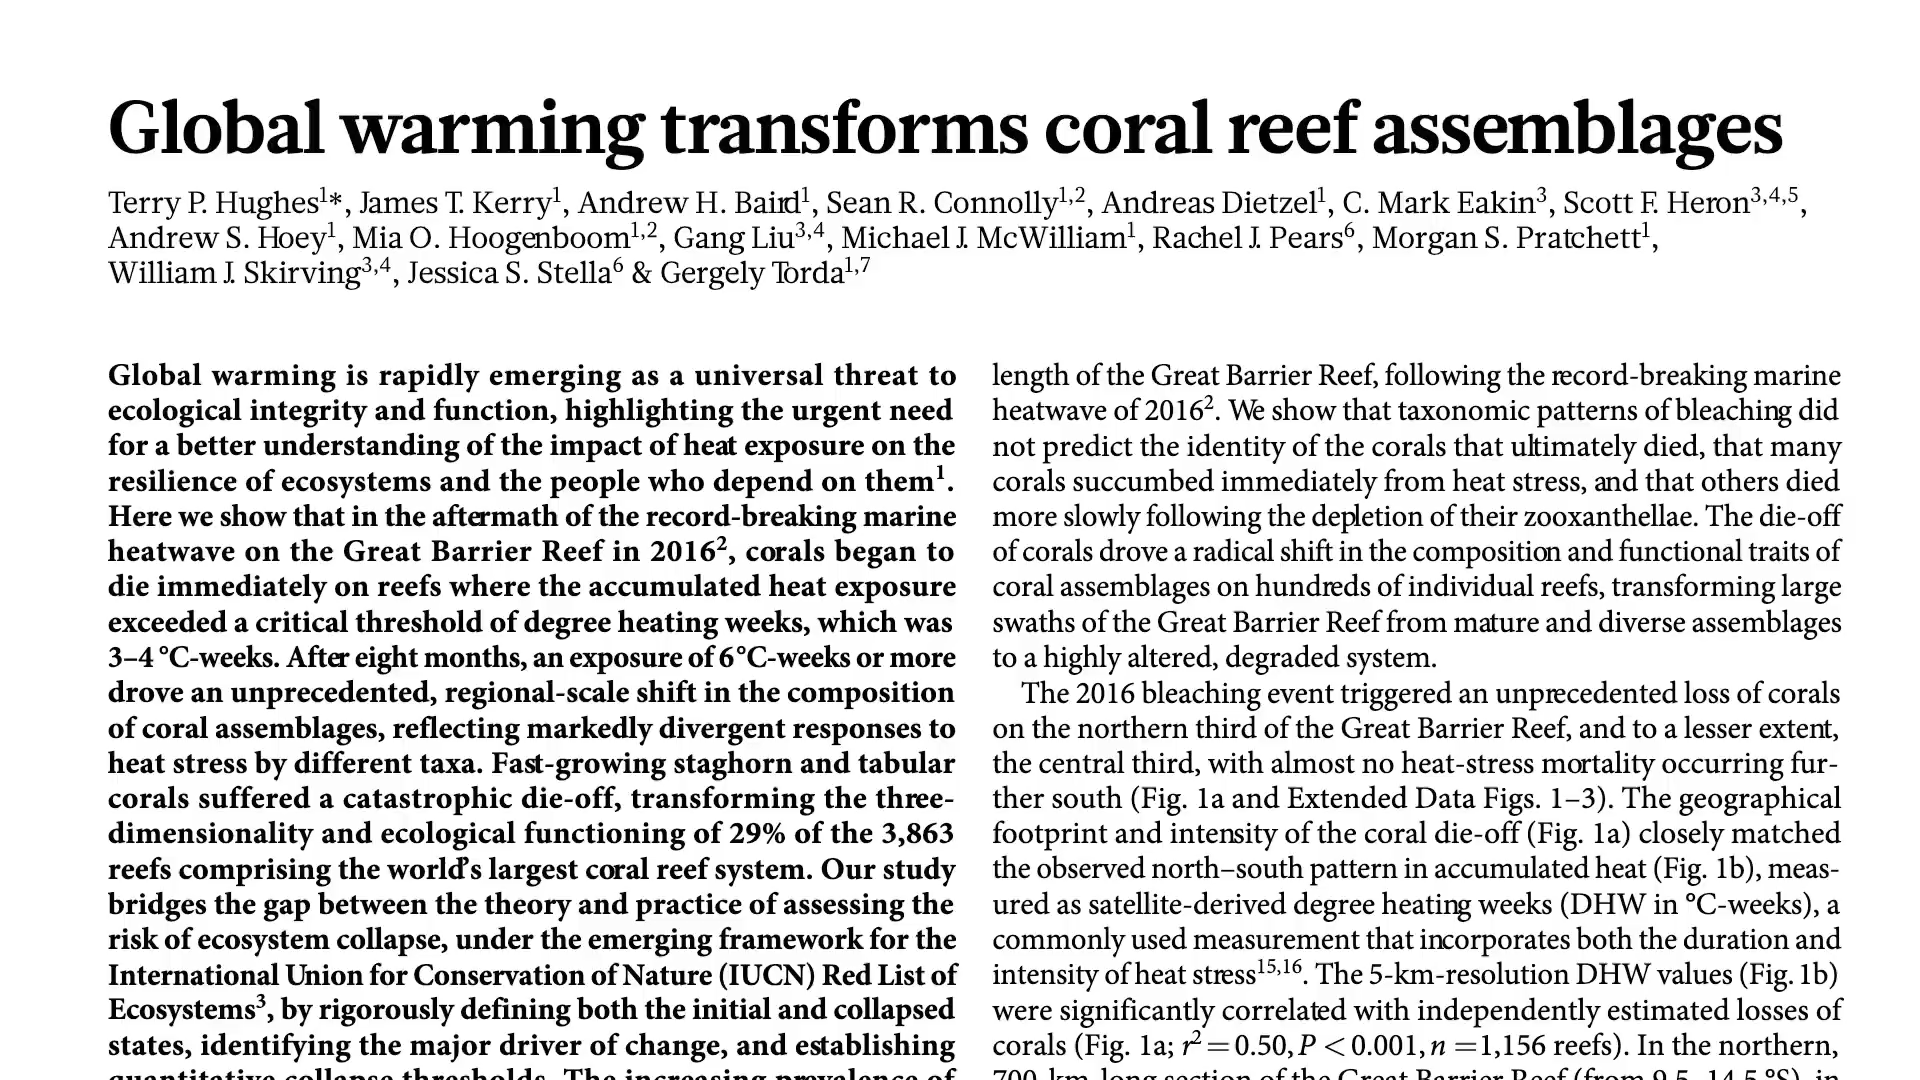 Global warming transforms coral reef assemblages
Terry P. Hughes1*, James T. Kerry1, Andrew H. Baird1, Sean R. Connolly1,2, Andreas Dietzel1, C. Mark Eakin3, Scott F. Heron3,4,5,
Andrew S. Hoey1, Mia O. Hoogenboom1,2, Gang Liu3,4, Michael J. McWilliam1, Rachel J. Pears6, Morgan S. Pratchett1,
William J. Skirving3,4, Jessica S. Stella6 & Gergely Torda1,7
Global warming is rapidly emerging as a universal threat to
ecological integrity and function, highlighting the urgent need
for a better understanding of the impact of heat exposure on the
resilience of ecosystems and the people who depend on them1.
Here we show that in the aftermath of the record-breaking marine
heatwave on the Great Barrier Reef in 20162, corals began to
die immediately on reefs where the accumulated heat exposure
exceeded a critical threshold of degree heating weeks, which was
3–4 °C-weeks. After eight months, an exposure of 6 °C-weeks or more
drove an unprecedented, regional-scale shift in the composition
of coral assemblages, reflecting markedly divergent responses to
heat stress by different taxa. Fast-growing staghorn and tabular
corals suffered a catastrophic die-off, transforming the three-
dimensionality and ecological functioning of 29% of the 3,863
reefs comprising the world's largest coral reef system. Our study
bridges the gap between the theory and practice of assessing the
risk of ecosystem collapse, under the emerging framework for the
International Union for Conservation of Nature (IUCN) Red List of
Ecosystems3, by rigorously defining both the initial and collapsed
states, identifying the major driver of change, and establishing
quantitative collapse thresholds. The increasing prevalence of
length of the Great Barrier Reef, following the record-breaking marine
heatwave of 20162. We show that taxonomic patterns of bleaching did
not predict the identity of the corals that ultimately died, that many
corals succumbed immediately from heat stress, and that others died
more slowly following the depletion of their zooxanthellae. The die-off
of corals drove a radical shift in the composition and functional traits of
coral assemblages on hundreds of individual reefs, transforming large
swaths of the Great Barrier Reef from mature and diverse assemblages
to a highly altered, degraded system.
The 2016 bleaching event triggered an unprecedented loss of corals
on the northern third of the Great Barrier Reef, and to a lesser extent,
the central third, with almost no heat-stress mortality occurring fur-
ther south (Fig. 1a and Extended Data Figs. 1–3). The geographical
footprint and intensity of the coral die-off (Fig. 1a) closely matched
the observed north–south pattern in accumulated heat (Fig. 1b), meas-
ured as satellite-derived degree heating weeks (DHW in °C-weeks), a
commonly used measurement that incorporates both the duration and
intensity of heat stress15,16. The 5-km-resolution DHW values (Fig. 1b)
were significantly correlated with independently estimated losses of
corals (Fig. 1a; r2 = 0.50, P < 0.001, n = 1,156 reefs). In the northern,
700-km-long section of the Great Barrier Reef (from 9.5–14.5 °S), in